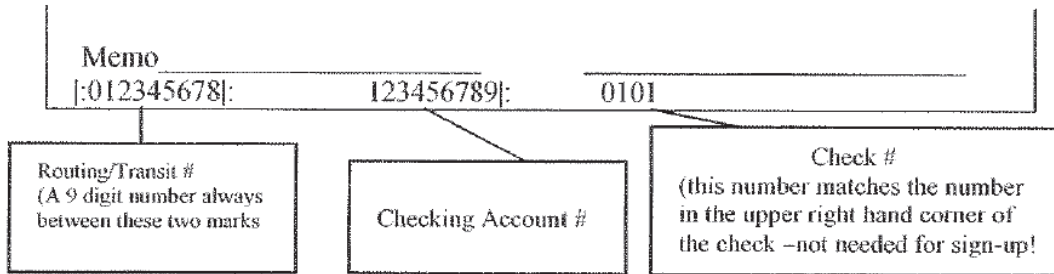 Memo
|:012345678|: 123456789|: 0101
Routing/Transit #
(A 9 digit number always
between these two marks
Checking Account #
Check #
(this number matches the number
in the upper right hand corner of
the check –not needed for sign-up!